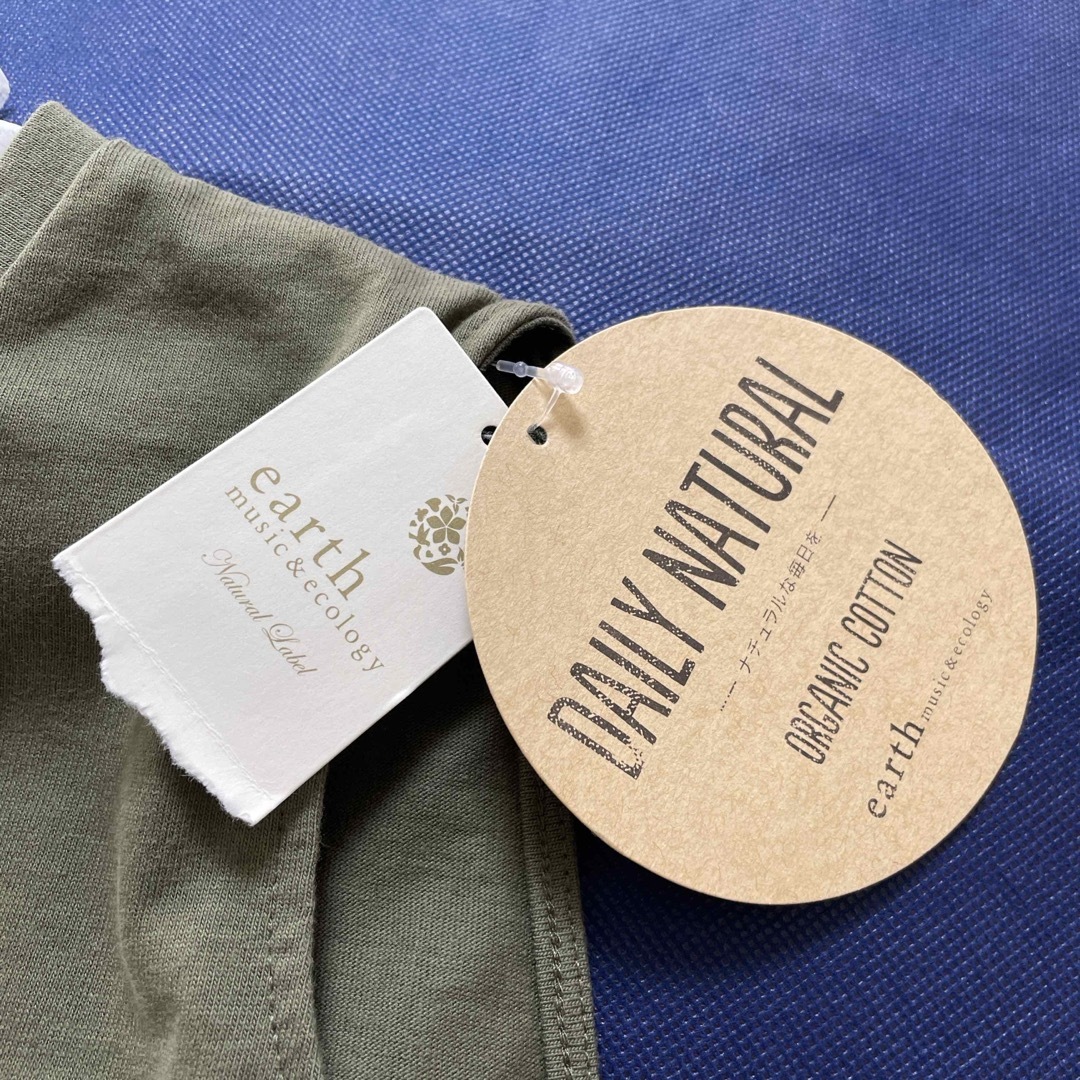 earth
music&ecology
Natural Label
DAILY NATURAL
ナチュラルな毎日を
ORGANIC COTTON
earth music&ecology